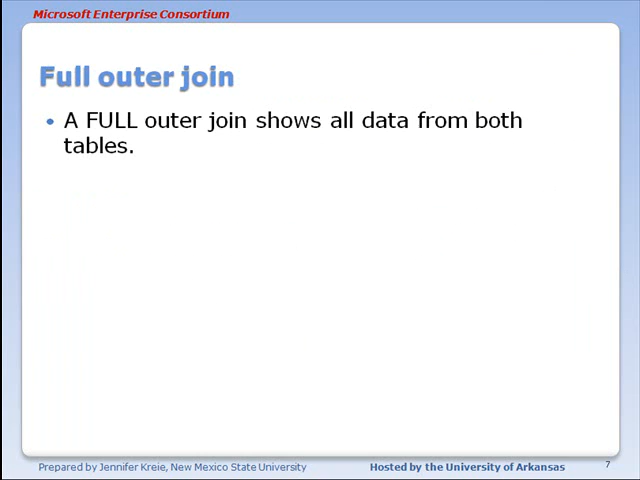 Microsoft Enterprise Consortium
Full outer join
• A FULL outer join shows all data from both
tables.
Prepared by Jennifer Kreie, New Mexico State University
Hosted by the University of Arkansas
7